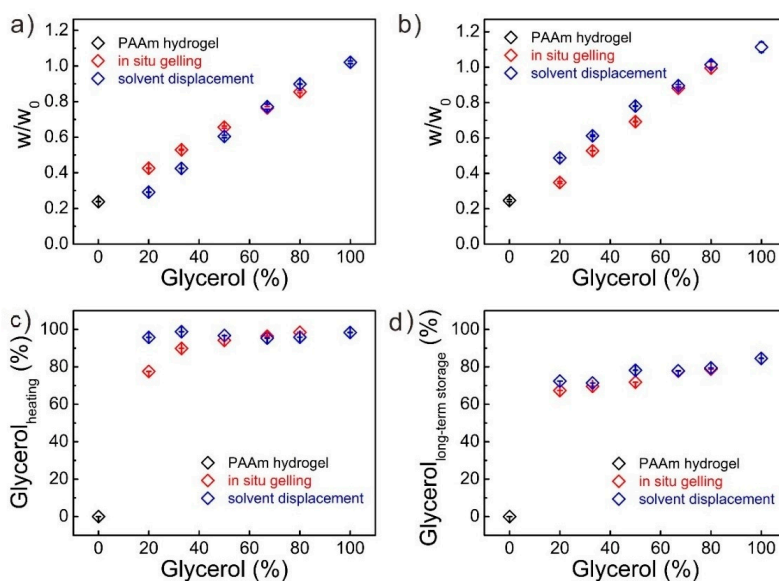 a)
w/w0
1.2
1.0
0.8
0.6
0.4
0.2
0.0
PAAm hydrogel
in situ gelling
solvent displacement
0 20 40 60 80 100
Glycerol (%)
b)
w/w0
1.2
1.0
0.8
0.6
0.4
0.2
0.0
PAAm hydrogel
in situ gelling
solvent displacement
0 20 40 60 80 100
Glycerol (%)
c)
Glycerolheating (%)
100
80
60
40
20
0
PAAm hydrogel
in situ gelling
solvent displacement
0 20 40 60 80 100
Glycerol (%)
d)
Glycerollong-term storage (%)
100
80
60
40
20
0
PAAm hydrogel
in situ gelling
solvent displacement
0 20 40 60 80 100
Glycerol (%)